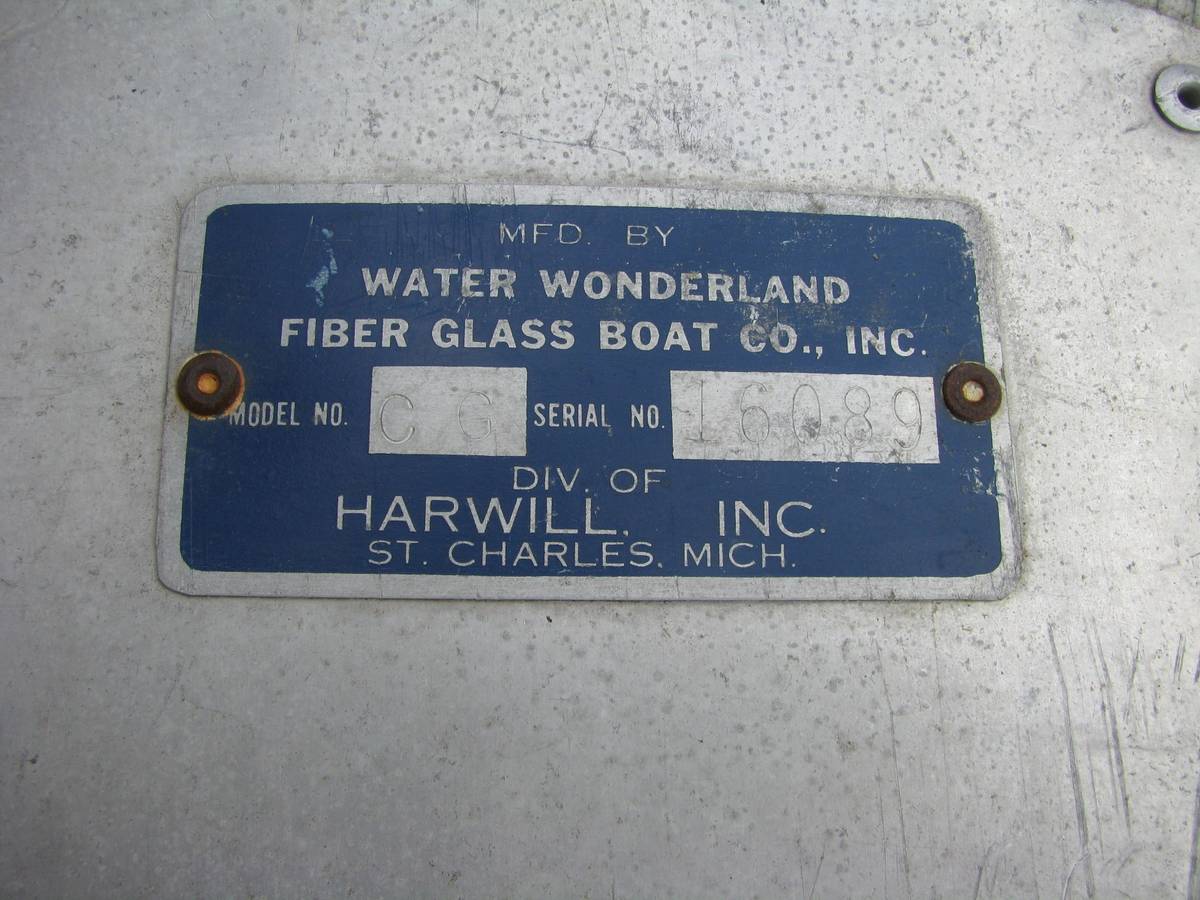 MFD. BY
WATER WONDERLAND
FIBER GLASS BOAT CO., INC.
MODEL NO. C G SERIAL NO. 16089
DIV. OF
HARWILL, INC.
ST. CHARLES, MICH.